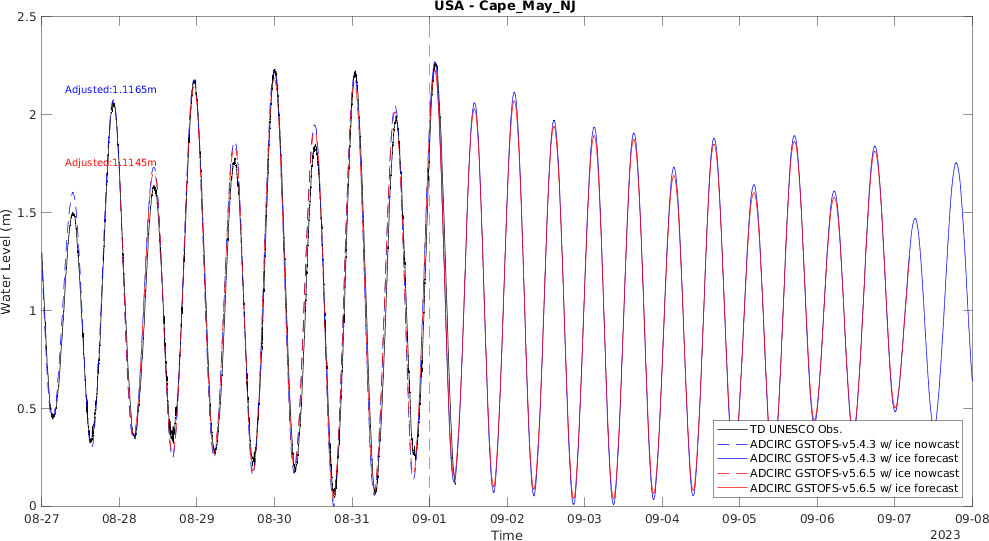 USA - Cape_May_NJ
2.5
2
1.5
1
0.5
0
Water Level (m)
Adjusted:1.1165m
Adjusted:1.1145m
TD UNESCO Obs.
ADCIRC GSTOFS-v5.4.3 w/ ice nowcast
ADCIRC GSTOFS-v5.4.3 w/ ice forecast
ADCIRC GSTOFS-v5.6.5 w/ ice nowcast
ADCIRC GSTOFS-v5.6.5 w/ ice forecast
08-27 08-28 08-29 08-30 08-31 09-01 09-02 09-03 09-04 09-05 09-06 09-07 09-08
Time
2023